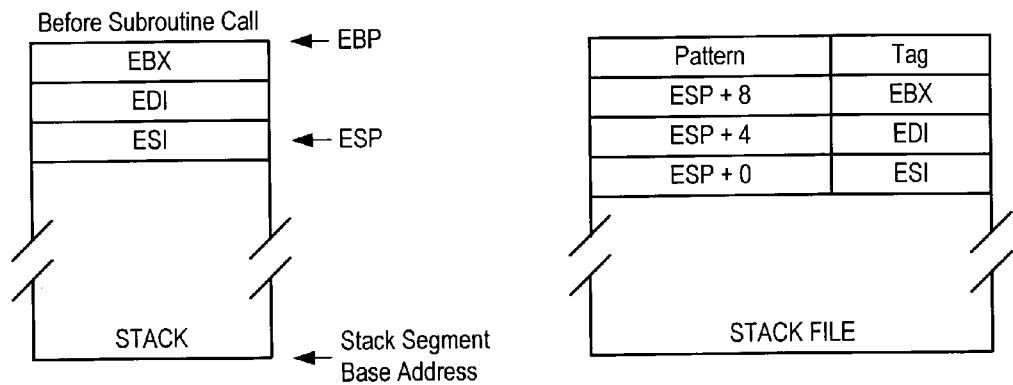 Before Subroutine Call
EBP
EBX
EDI
ESI
ESP
STACK
Stack Segment
Base Address
Pattern Tag
ESP + 8 EBX
ESP + 4 EDI
ESP + 0 ESI
STACK FILE